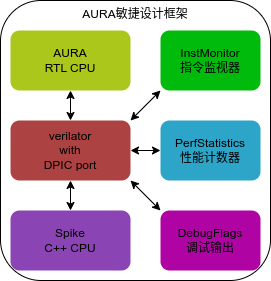 AURA敏捷设计框架
AURA
RTL CPU
InstMonitor
指令监视器
verilator
with
DPIC port
PerfStatistics
性能计数器
Spike
C++ CPU
DebugFlags
调试输出